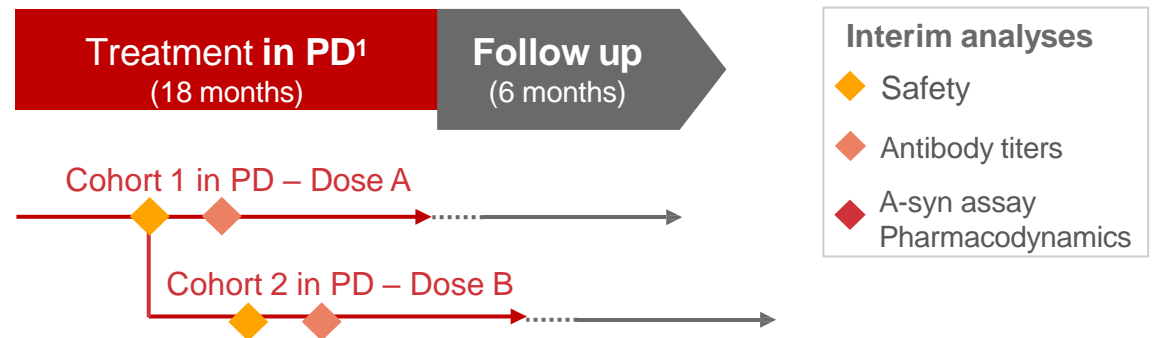 Treatment in PD¹
(18 months)
Follow up
(6 months)
Interim analyses
Safety
Antibody titers
A-syn assay
Pharmacodynamics
Cohort 1 in PD – Dose A
Cohort 2 in PD – Dose B